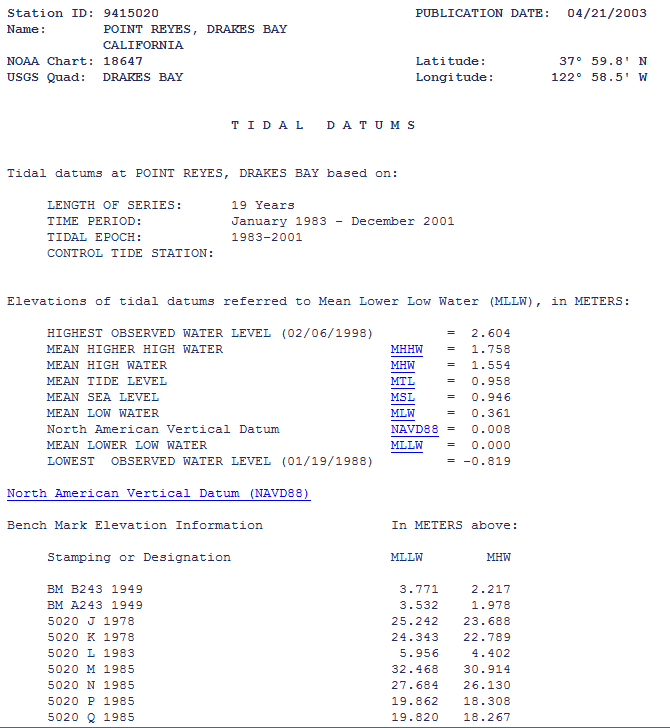 Station ID: 9415020 PUBLICATION DATE: 04/21/2003
Name: POINT REYES, DRAKES BAY
CALIFORNIA
NOAA Chart: 18647 Latitude: 37° 59.8' N
USGS Quad: DRAKES BAY Longitude: 122° 58.5' W
T I D A L D A T U M S
Tidal datums at POINT REYES, DRAKES BAY based on:
LENGTH OF SERIES: 19 Years
TIME PERIOD: January 1983 - December 2001
TIDAL EPOCH: 1983-2001
CONTROL TIDE STATION:
Elevations of tidal datums referred to Mean Lower Low Water (MLLW), in METERS:
HIGHEST OBSERVED WATER LEVEL (02/06/1998) = 2.604
MEAN HIGHER HIGH WATER MHHW = 1.758
MEAN HIGH WATER MHW = 1.554
MEAN TIDE LEVEL MTL = 0.958
MEAN SEA LEVEL MSL = 0.946
MEAN LOW WATER MLW = 0.361
North American Vertical Datum NAVD88 = 0.008
MEAN LOWER LOW WATER MLLW = 0.000
LOWEST OBSERVED WATER LEVEL (01/19/1988) = -0.819
North American Vertical Datum (NAVD88)
Bench Mark Elevation Information In METERS above:
Stamping or Designation MLLW MHW
BM B243 1949 3.771 2.217
BM A243 1949 3.532 1.978
5020 J 1978 25.242 23.688
5020 K 1978 24.343 22.789
5020 L 1983 5.956 4.402
5020 M 1985 32.468 30.914
5020 N 1985 27.684 26.130
5020 P 1985 19.862 18.308
5020 Q 1985 19.820 18.267